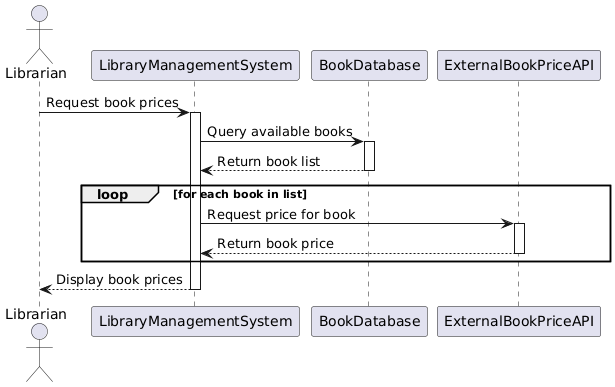 Librarian
LibraryManagementSystem
BookDatabase
ExternalBookPriceAPI
Request book prices
Query available books
Return book list
loop
[for each book in list]
Request price for book
Return book price
Display book prices
Librarian
LibraryManagementSystem
BookDatabase
ExternalBookPriceAPI